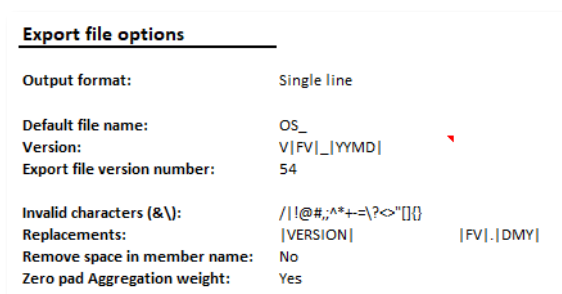 Export file options
Output format: Single line
Default file name: OS_
Version: V|FV|_|YYMD|
Export file version number: 54
Invalid characters (&\): /|!@#,;^*+-=\?<>"[]{}
Replacements: |VERSION| |FV|.|DMY|
Remove space in member name: No
Zero pad Aggregation weight: Yes